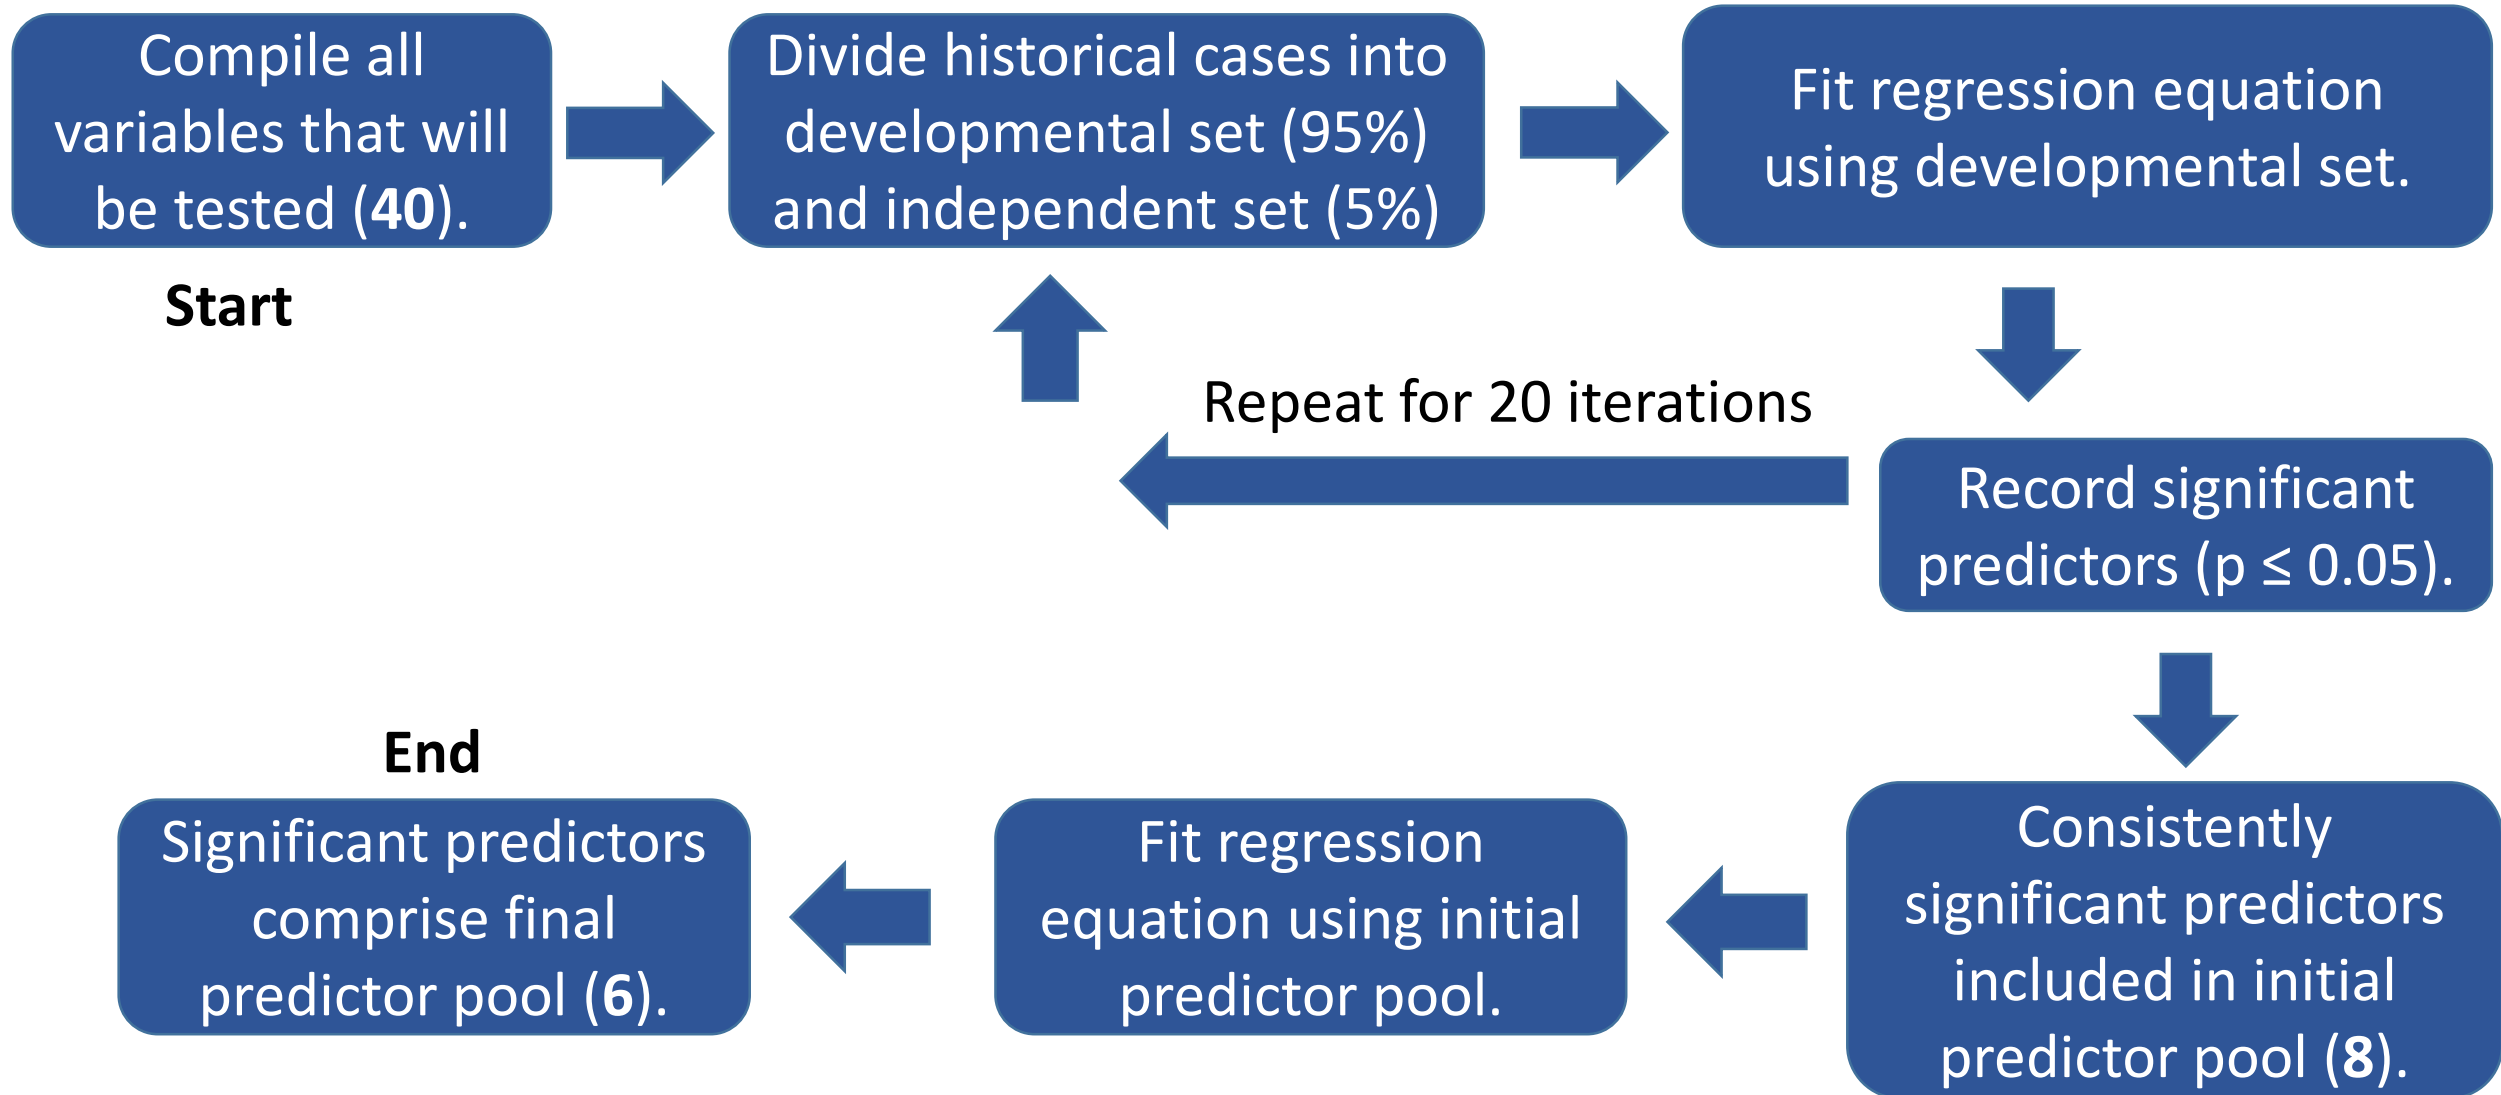 Compile all
variables that will
be tested (40).
Start
Divide historical cases into
developmental set (95%)
and independent set (5%)
Fit regression equation
using developmental set.
Repeat for 20 iterations
Record significant
predictors (p ≤ 0.05).
Consistently
significant predictors
included in initial
predictor pool (8).
Fit regression
equation using initial
predictor pool.
End
Significant predictors
comprise final
predictor pool (6).